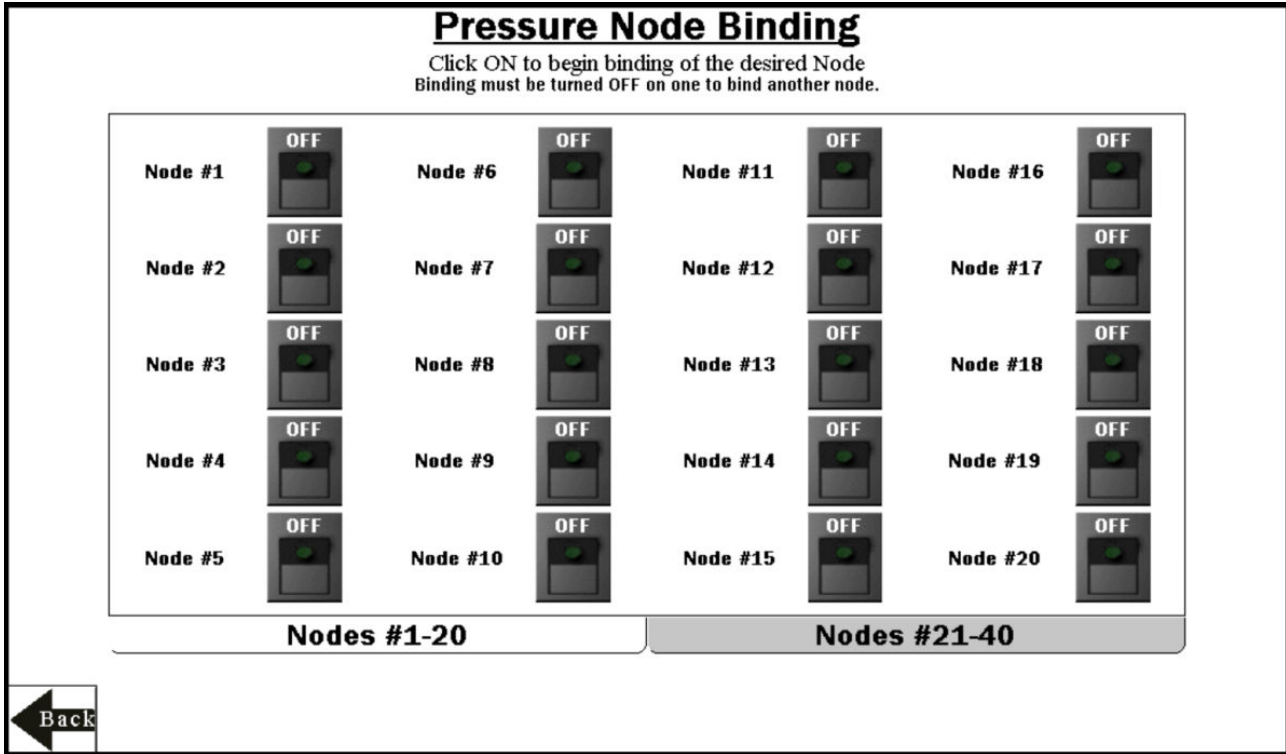 Pressure Node Binding
Click ON to begin binding of the desired Node
Binding must be turned OFF on one to bind another node.
OFF OFF OFF OFF
Node #1 Node #6 Node #11 Node #16
OFF OFF OFF OFF
Node #2 Node #7 Node #12 Node #17
OFF OFF OFF OFF
Node #3 Node #8 Node #13 Node #18
OFF OFF OFF OFF
Node #4 Node #9 Node #14 Node #19
OFF OFF OFF OFF
Node #5 Node #10 Node #15 Node #20
Nodes #1-20 Nodes #21-40
Back